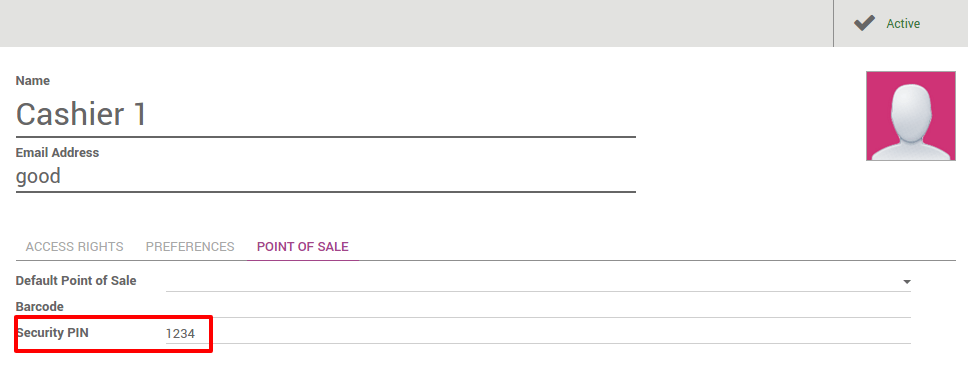 Active
Name
Cashier 1
Email Address
good
ACCESS RIGHTS PREFERENCES POINT OF SALE
Default Point of Sale
Barcode
Security PIN 1234